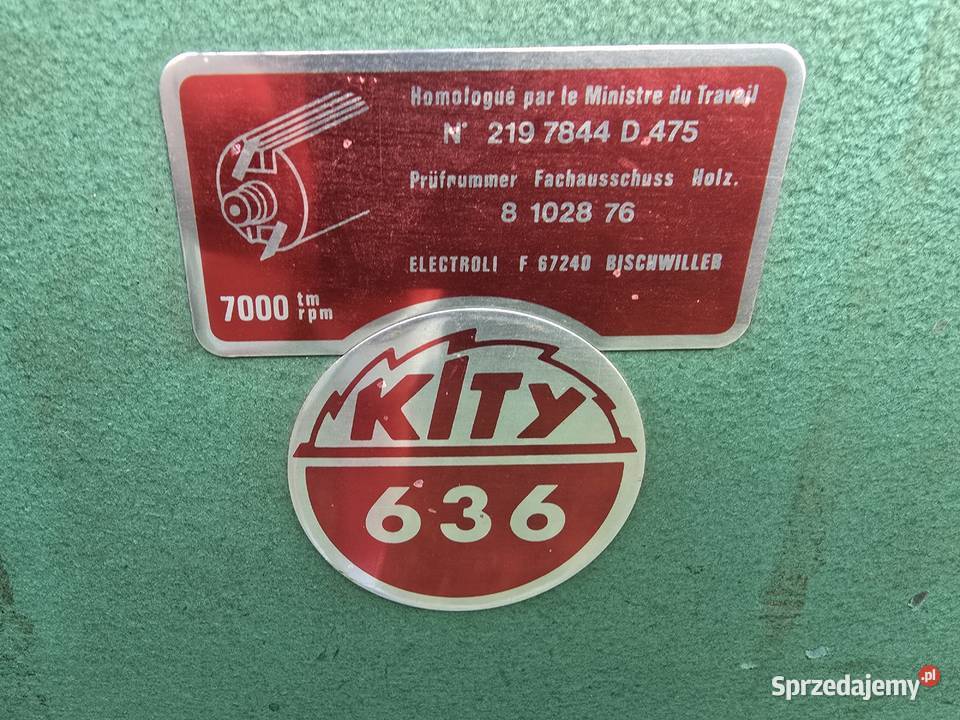 Homologué par le Ministre du Travail
N° 219 7844 D 475
Prüfnummer Fachausschuss Holz.
8 1028 76
ELECTROLI F 67240 BISCHWILLER
7000 tm
rpm
KITY
636
Sprzedajemy.pl